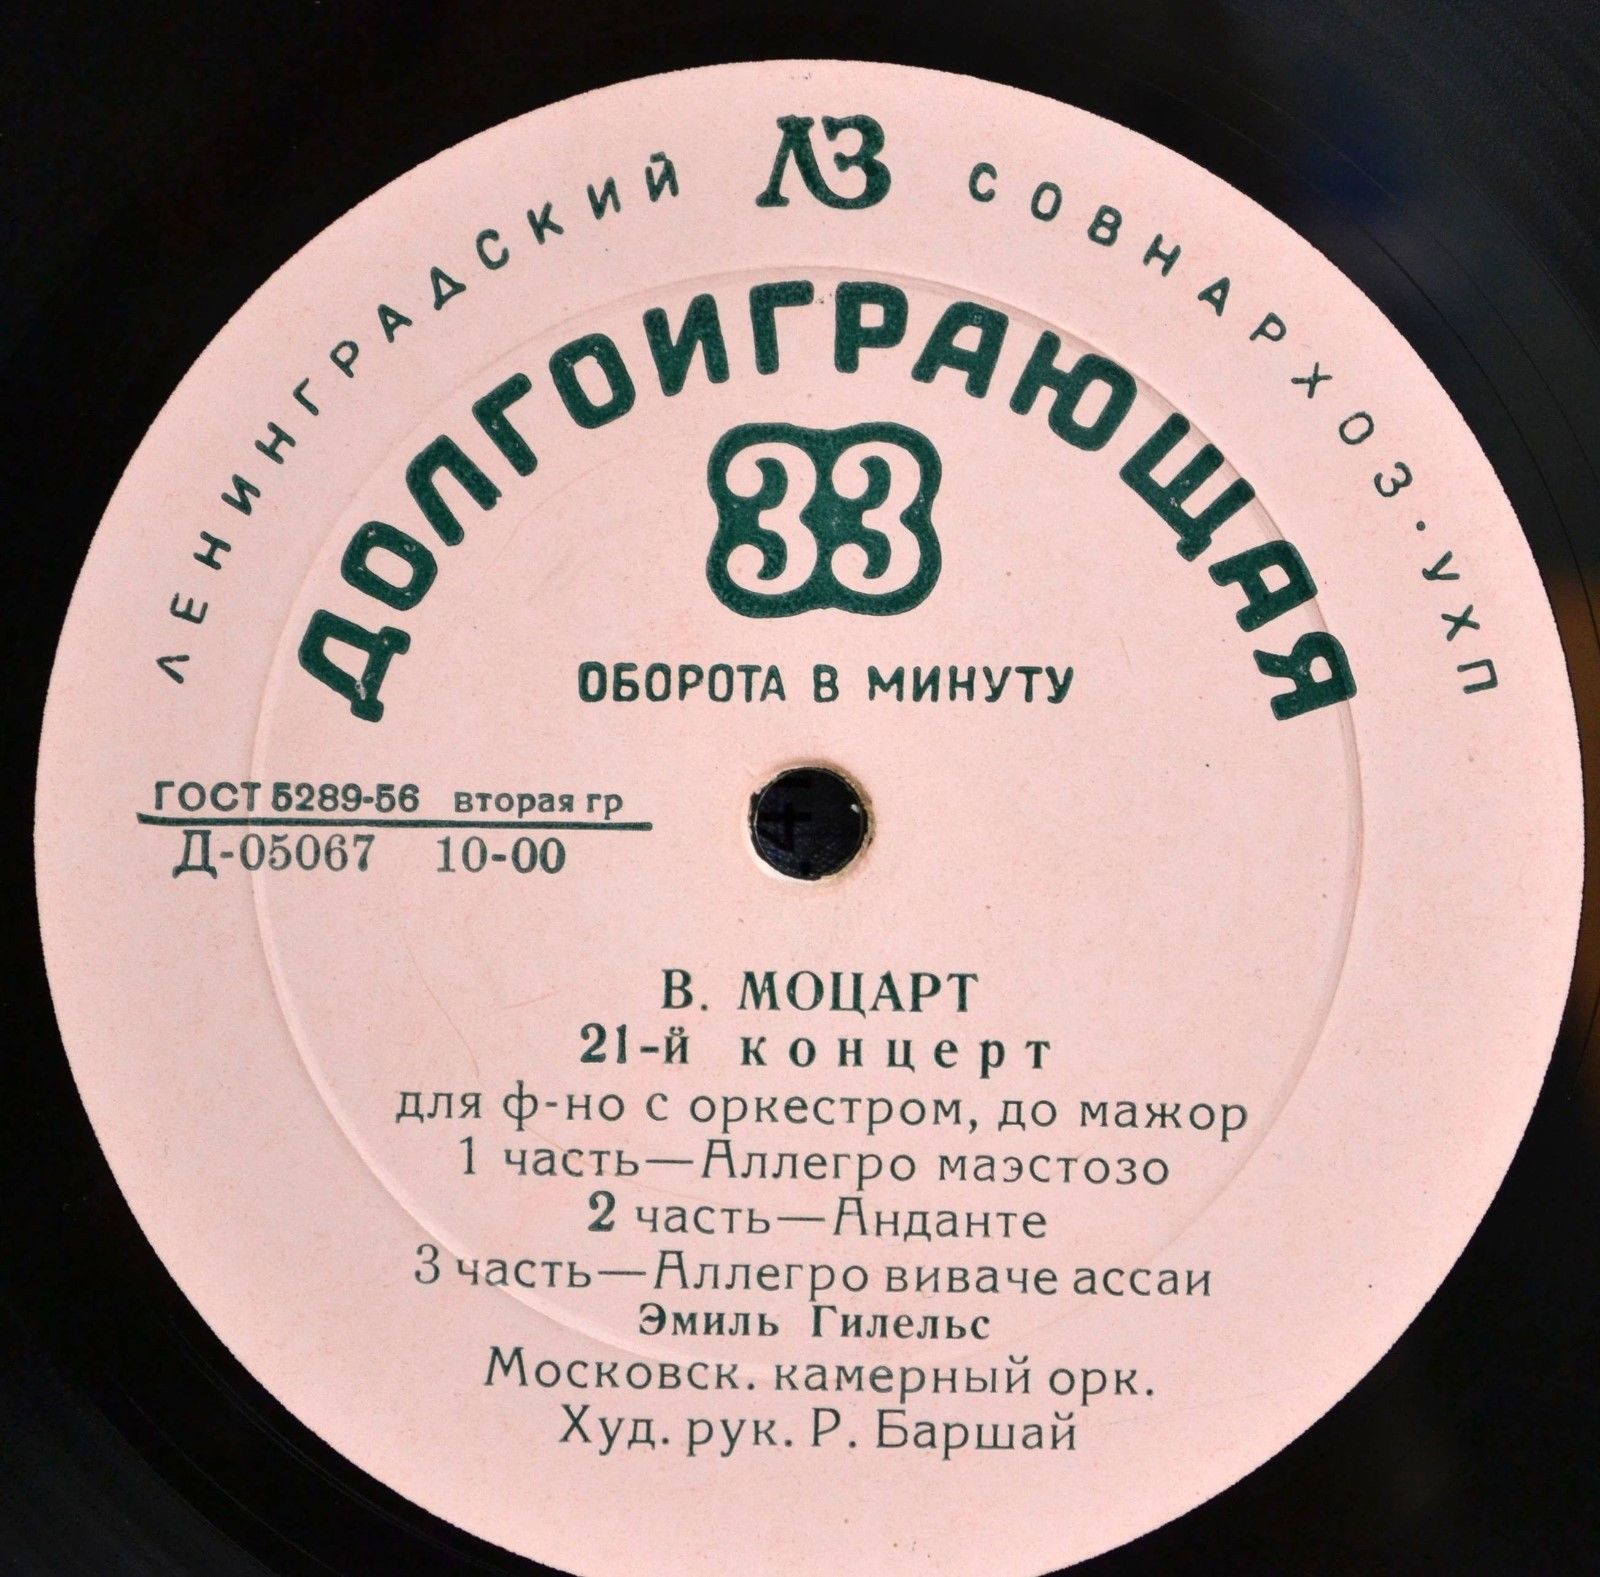 ЛЕНИНГРАДСКИЙ ЛЗ СОВНАРХОЗ·УХП
ДОЛГОИГРАЮЩАЯ
33
ОБОРОТА В МИНУТУ
ГОСТ 5289-56 вторая гр
Д-05067 10-00
В. МОЦАРТ
21-й концерт
для ф-но с оркестром, до мажор
1 часть—Аллегро маэстозо
2 часть—Анданте
3 часть—Аллегро виваче ассаи
Эмиль Гилельс
Московск. камерный орк.
Худ. рук. Р. Баршай